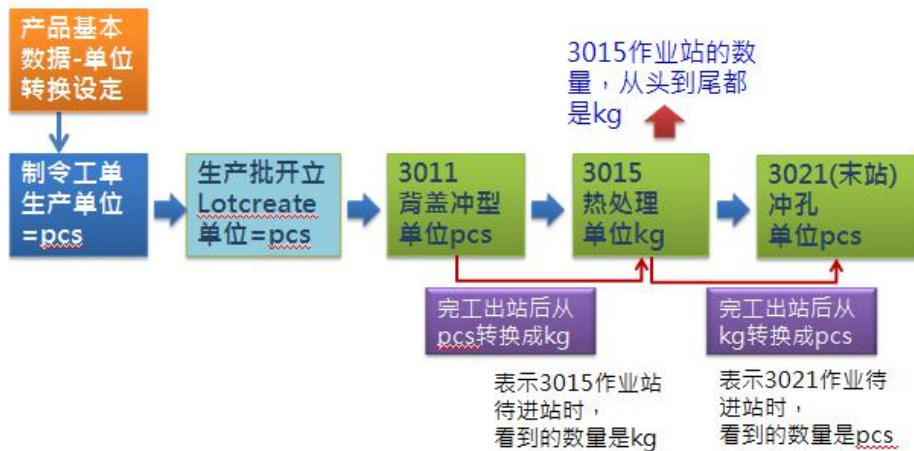 产品基本
数据-单位
转换设定
3015作业站的数
量，从头到尾都
是kg
制令工单
生产单位
=pcs
生产批开立
Lotcreate
单位=pcs
3011
背盖冲型
单位pcs
3015
热处理
单位kg
3021(末站)
冲孔
单位pcs
完工出站后从
pcs转换成kg
完工出站后从
kg转换成pcs
表示3015作业站
待进站时，
看到的数量是kg
表示3021作业待
进站时，
看到的数量是pcs